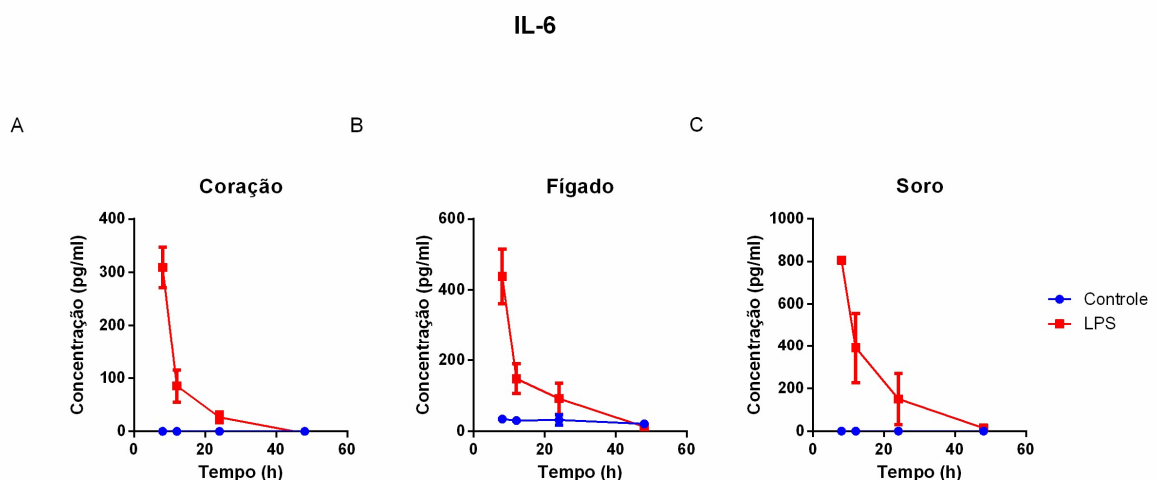 IL-6
A
B
C
Coração
Fígado
Soro
Concentração (pg/ml)
400
300
200
100
0
0 20 40 60
Tempo (h)
Concentração (pg/ml)
600
400
200
0
0 20 40 60
Tempo (h)
Concentração (pg/ml)
1000
800
600
400
200
0
0 20 40 60
Tempo (h)
Controle
LPS